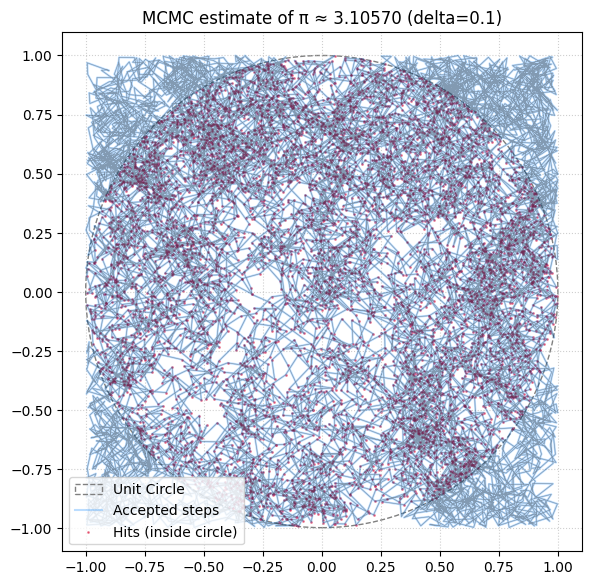 MCMC estimate of π ≈ 3.10570 (delta=0.1)
1.00
0.75
0.50
0.25
0.00
−0.25
−0.50
−0.75
−1.00
Unit Circle
Accepted steps
Hits (inside circle)
−1.00 −0.75 −0.50 −0.25 0.00 0.25 0.50 0.75 1.00